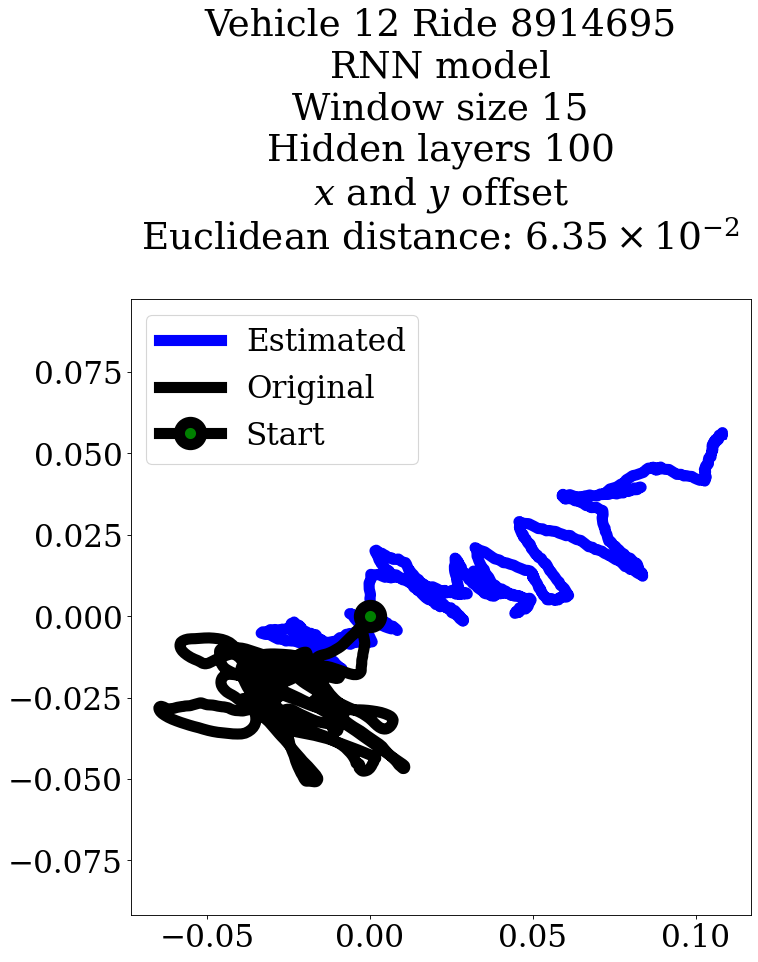 Vehicle 12 Ride 8914695
RNN model
Window size 15
Hidden layers 100
x and y offset
Euclidean distance: 6.35 × 10⁻²
Estimated
Original
Start
0.075
0.050
0.025
0.000
−0.025
−0.050
−0.075
−0.05 0.00 0.05 0.10